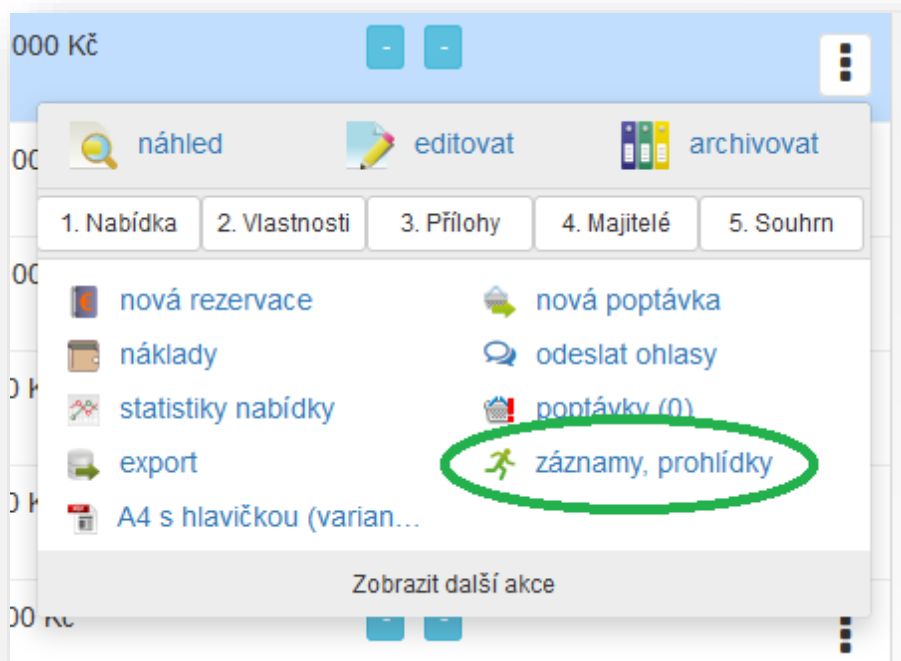 000 Kč - -
náhled editovat archivovat
1. Nabídka 2. Vlastnosti 3. Přílohy 4. Majitelé 5. Souhrn
nová rezervace nová poptávka
náklady odeslat ohlasy
statistiky nabídky poptávky (0)
export záznamy, prohlídky
A4 s hlavičkou (varian...
Zobrazit další akce
- -